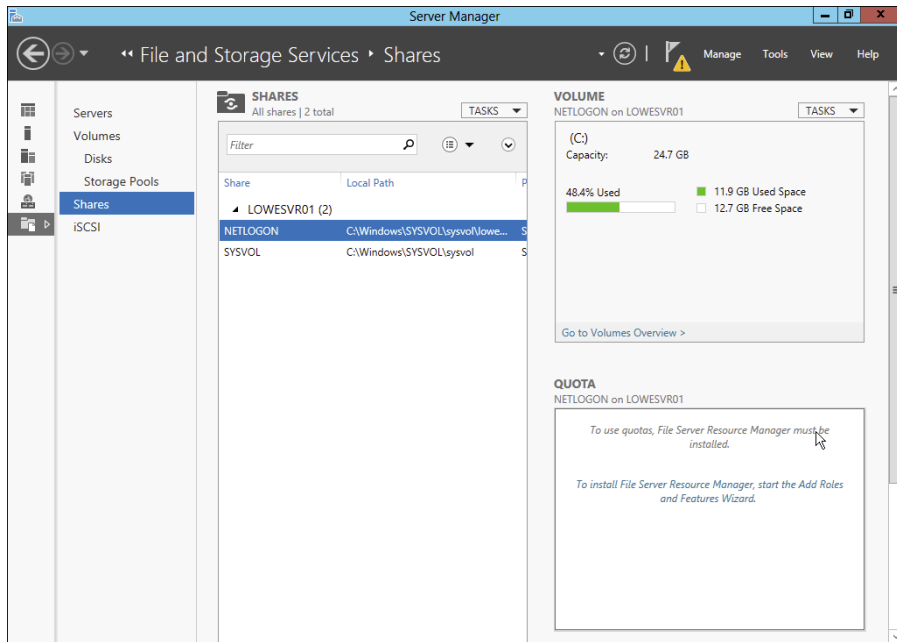 Server Manager
File and Storage Services ‣ Shares
Manage Tools View Help
Servers
Volumes
Disks
Storage Pools
Shares
iSCSI
SHARES
All shares | 2 total
TASKS
Filter
Share Local Path P
LOWESVR01 (2)
NETLOGON C:\Windows\SYSVOL\sysvol\lowe... S
SYSVOL C:\Windows\SYSVOL\sysvol S
VOLUME
NETLOGON on LOWESVR01
TASKS
(C:)
Capacity: 24.7 GB
48.4% Used 11.9 GB Used Space
12.7 GB Free Space
Go to Volumes Overview >
QUOTA
NETLOGON on LOWESVR01
To use quotas, File Server Resource Manager must be
installed.
To install File Server Resource Manager, start the Add Roles
and Features Wizard.